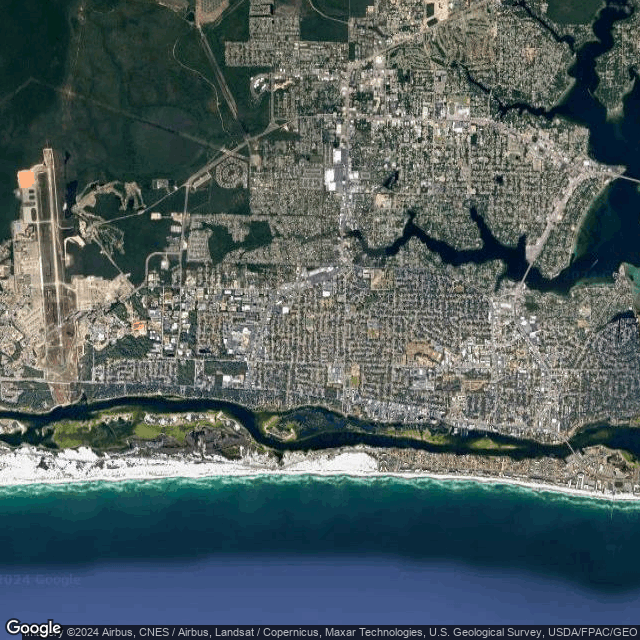 2024 Google
Google
©2024 Airbus, CNES / Airbus, Landsat / Copernicus, Maxar Technologies, U.S. Geological Survey, USDA/FPAC/GEO